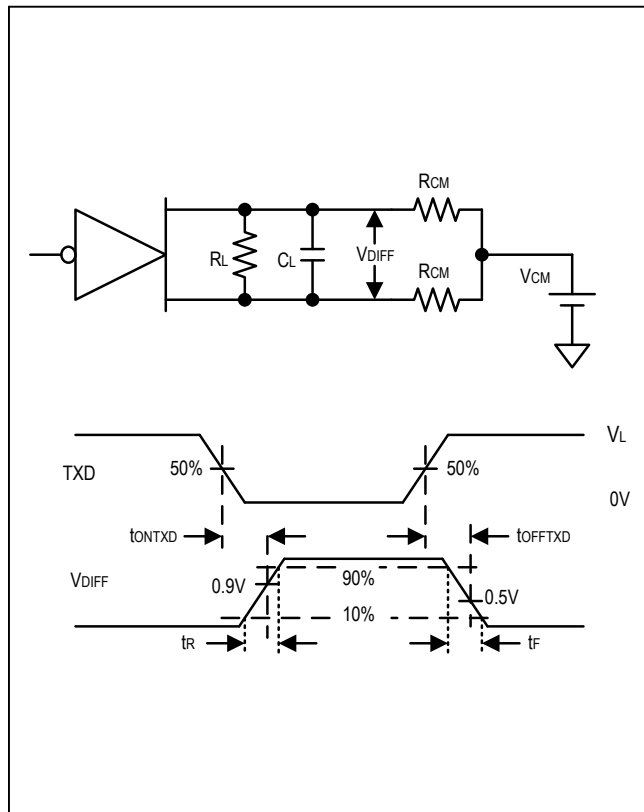 RCM
RL
CL
VDIFF
RCM
VCM
VL
TXD
50%
50%
0V
tONTXD
tOFFTXD
VDIFF
0.9V
90%
0.5V
10%
tR
tF